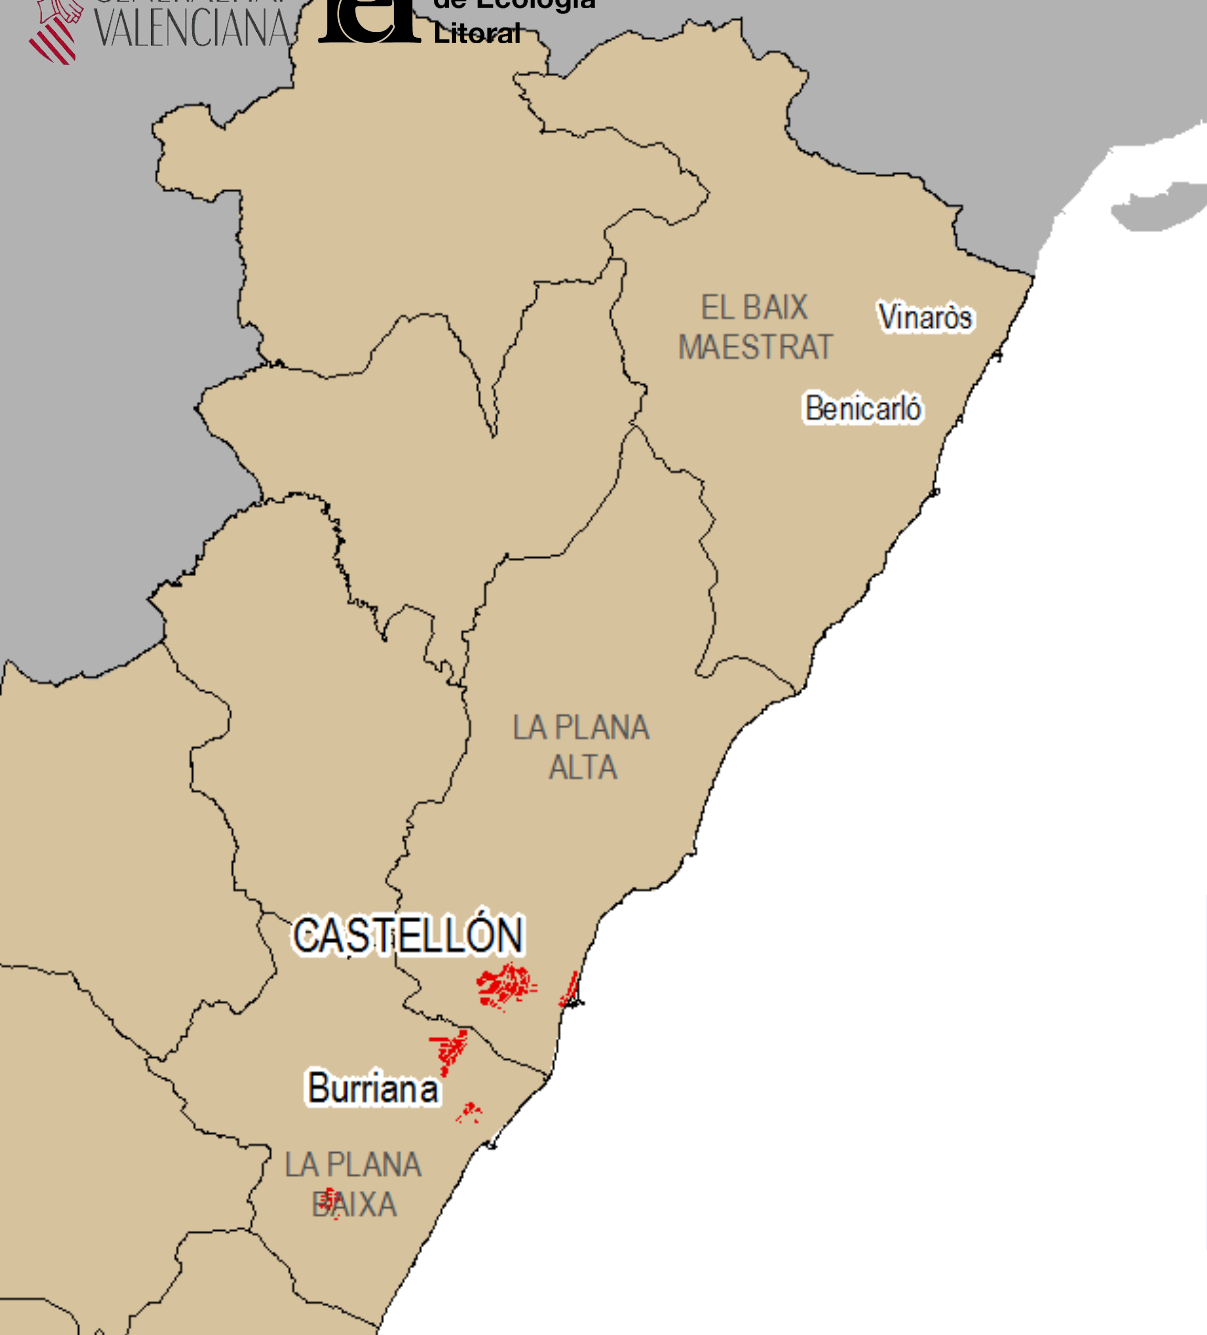 VALENCIANA
de Ecología
Litoral
EL BAIX
MAESTRAT
Vinaròs
Benicarló
LA PLANA
ALTA
CASTELLÓN
Burriana
LA PLANA
BAIXA